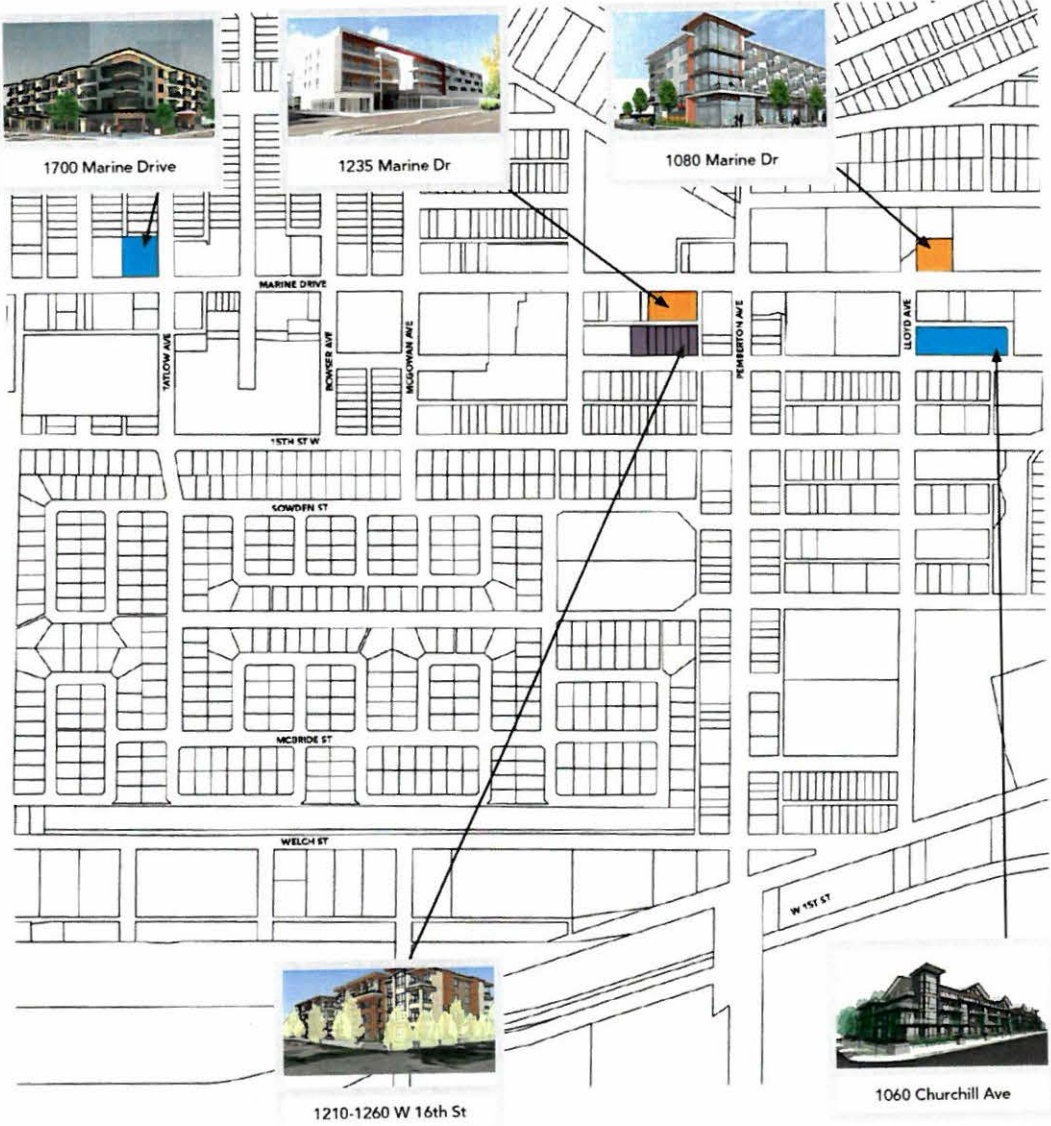 1700 Marine Drive
1235 Marine Dr
1080 Marine Dr
MARINE DRIVE
TATLOW AVE
BOWSER AVE
MCGOWAN AVE
PEMBERTON AVE
LLOYD AVE
15TH ST W
SOWDEN ST
MCBRIDE ST
WELCH ST
W 1ST ST
1210-1260 W 16th St
1060 Churchill Ave